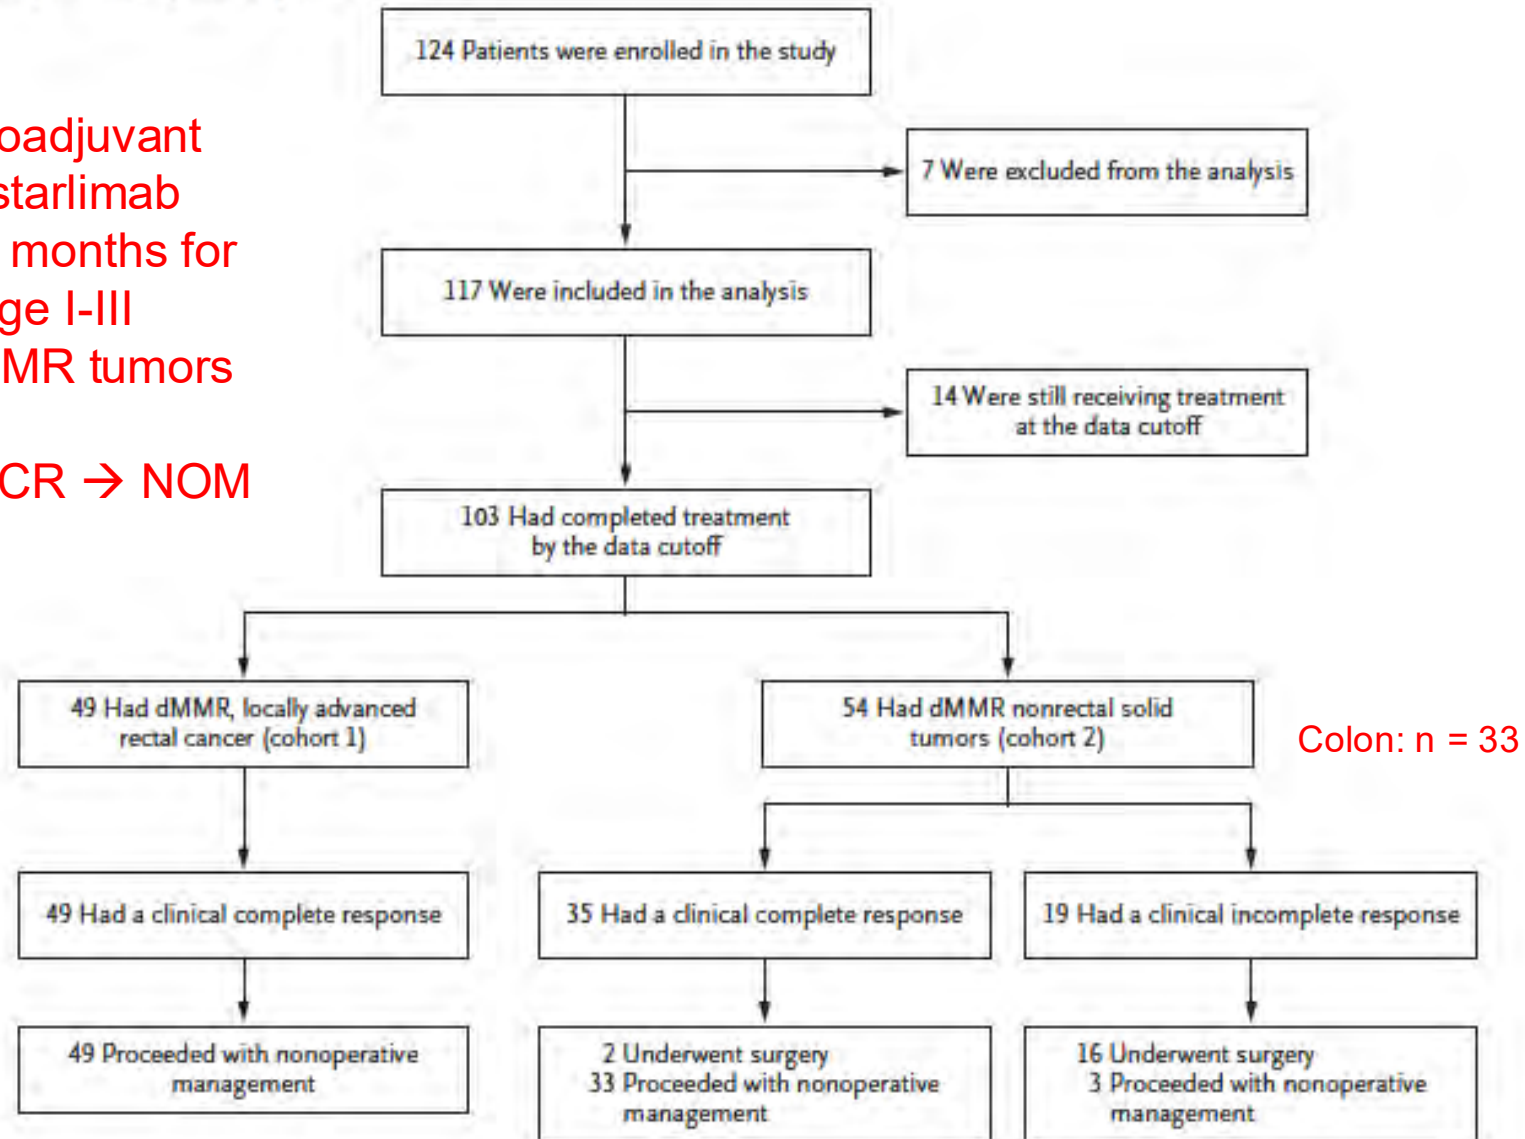 124 Patients were enrolled in the study
oadjuvant
starlimab
months for
ge I-III
MR tumors
CR → NOM
7 Were excluded from the analysis
117 Were included in the analysis
14 Were still receiving treatment
at the data cutoff
103 Had completed treatment
by the data cutoff
49 Had dMMR, locally advanced
rectal cancer (cohort 1)
54 Had dMMR nonrectal solid
tumors (cohort 2)
Colon: n = 33
49 Had a clinical complete response
35 Had a clinical complete response
19 Had a clinical incomplete response
49 Proceeded with nonoperative
management
2 Underwent surgery
33 Proceeded with nonoperative
management
16 Underwent surgery
3 Proceeded with nonoperative
management